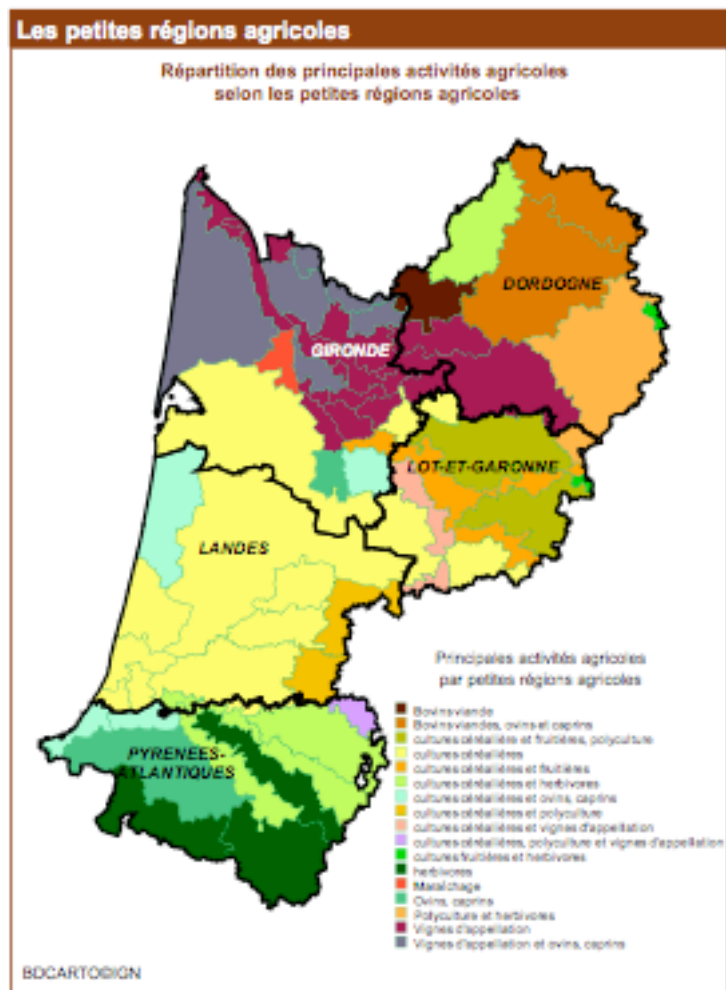 Les petites régions agricoles
Répartition des principales activités agricoles
selon les petites régions agricoles
DORDOGNE
GIRONDE
LOT-ET-GARONNE
LANDES
PYRENEES-
ATLANTIQUES
Principales activités agricoles
par petites régions agricoles
Bovins viande
Bovins viandes, ovins et caprins
cultures céréalière et fruitières, polyculture
cultures céréalières
cultures céréalières et fruitières
cultures céréalières et herbivores
cultures céréalières et ovins, caprins
cultures céréalières et polyculture
cultures céréalières et vignes d'appellation
cultures céréalières, polyculture et vignes d'appellation
cultures fruitières et herbivores
herbivores
Maraîchage
Ovins, caprins
Polyculture et herbivores
Vignes d'appellation
Vignes d'appellation et ovins, caprins
BDCARTO©IGN